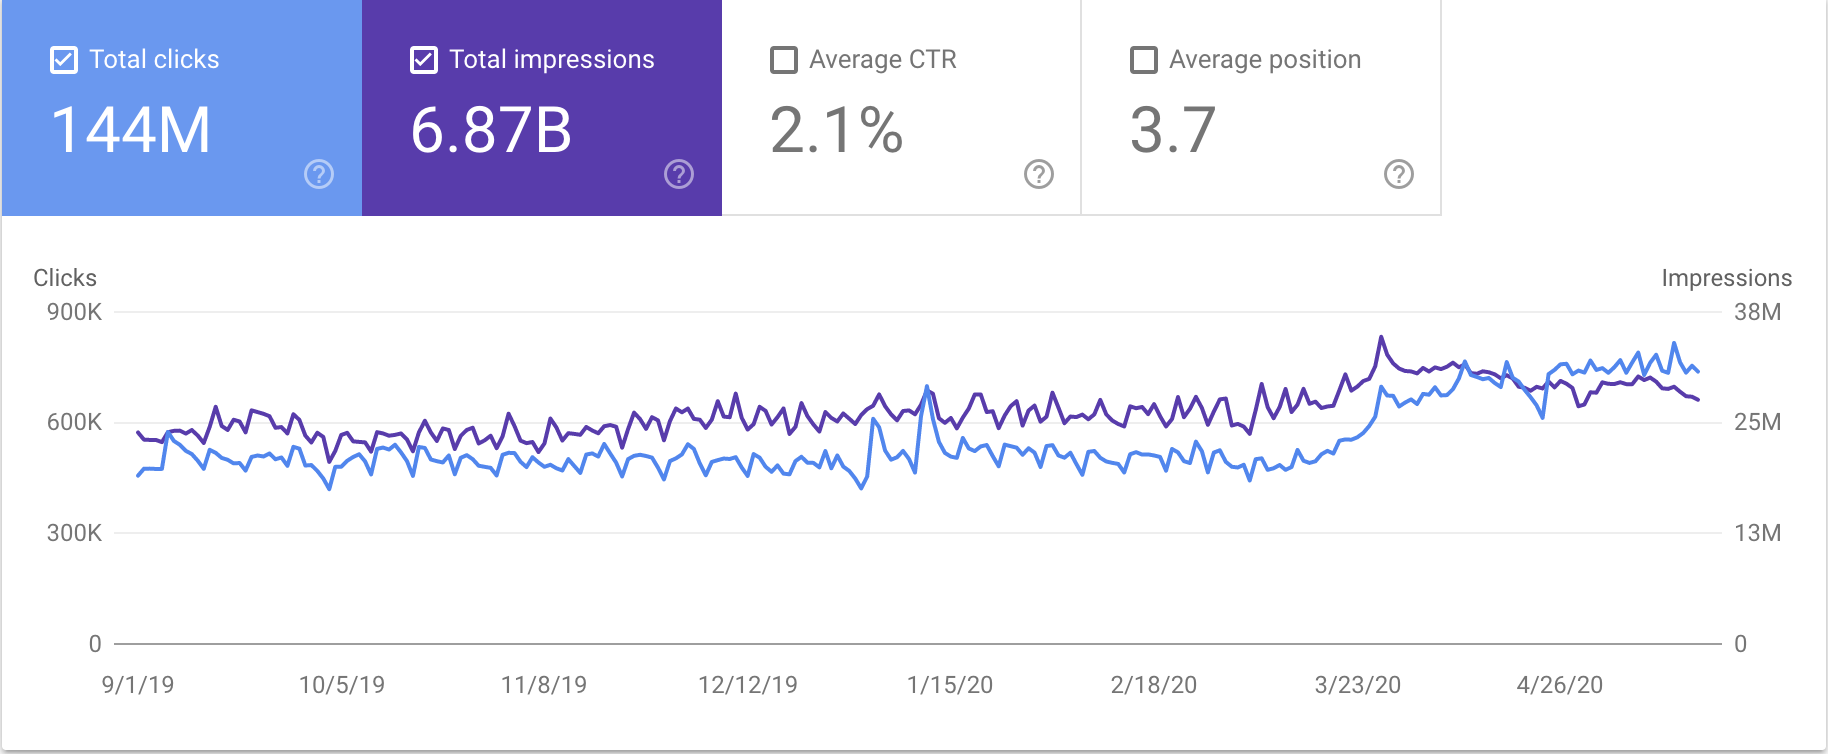 Total clicks
144M
Total impressions
6.87B
Average CTR
2.1%
Average position
3.7
Clicks
Impressions
900K
38M
600K
25M
300K
13M
0
0
9/1/19 10/5/19 11/8/19 12/12/19 1/15/20 2/18/20 3/23/20 4/26/20